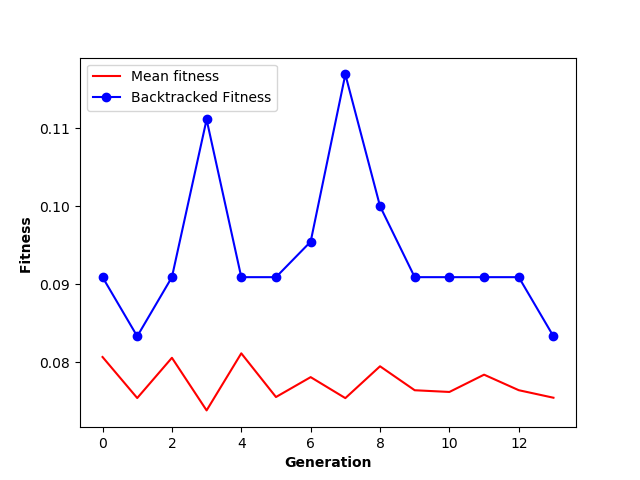 Mean fitness
Backtracked Fitness
0.11
0.10
0.09
0.08
Fitness
0 2 4 6 8 10 12
Generation